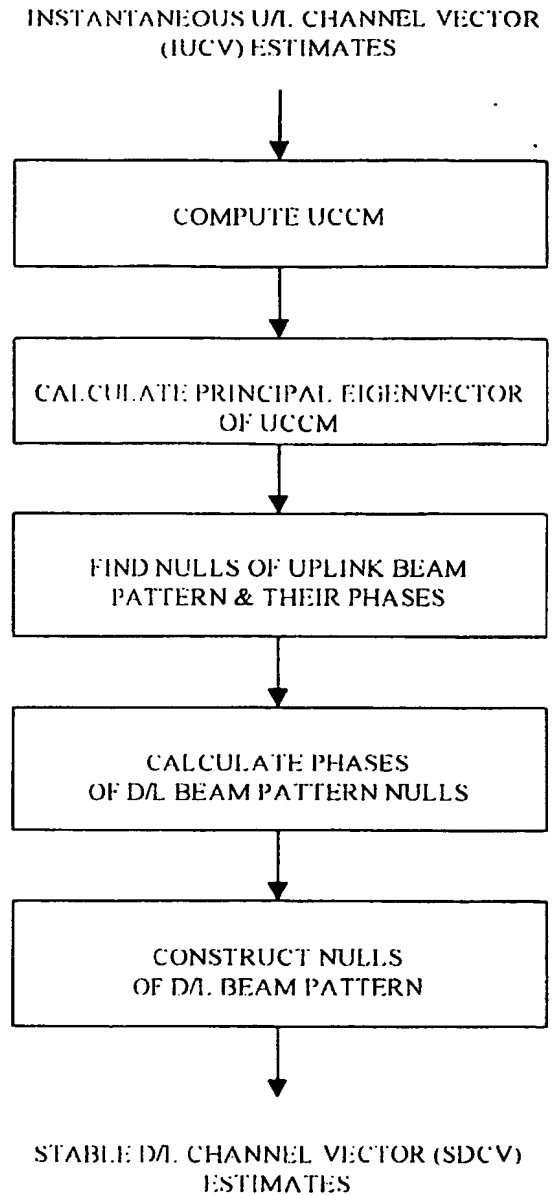 INSTANTANEOUS U/L CHANNEL VECTOR
(IUCV) ESTIMATES
COMPUTE UCCM
CALCULATE PRINCIPAL EIGENVECTOR
OF UCCM
FIND NULLS OF UPLINK BEAM
PATTERN & THEIR PHASES
CALCULATE PHASES
OF D/L BEAM PATTERN NULLS
CONSTRUCT NULLS
OF D/L BEAM PATTERN
STABLE D/L CHANNEL VECTOR (SDCV)
ESTIMATES